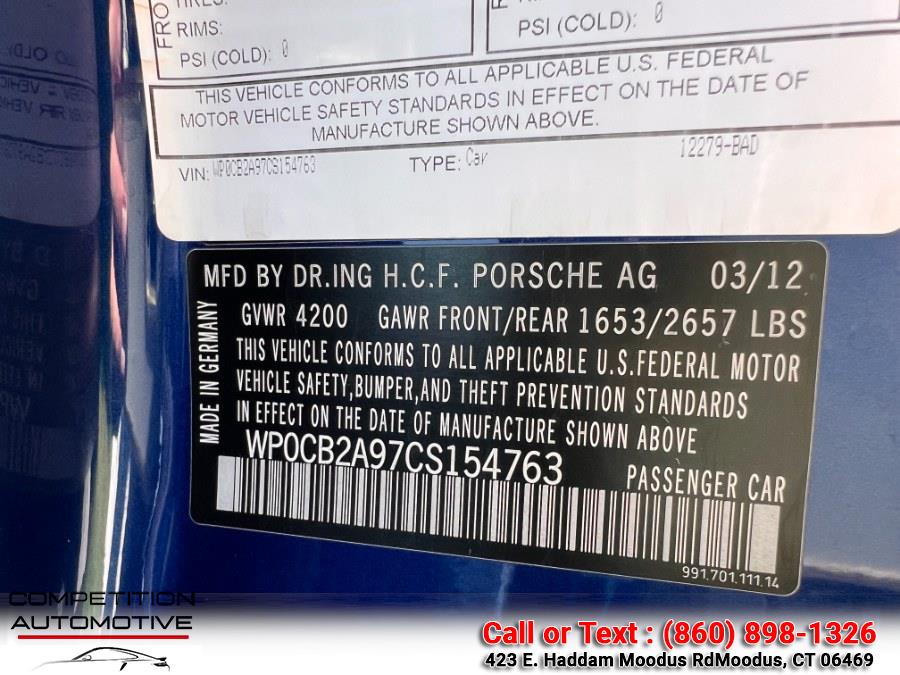 RIMS:
PSI (COLD): 0
PSI (COLD): 0
THIS VEHICLE CONFORMS TO ALL APPLICABLE U.S. FEDERAL
MOTOR VEHICLE SAFETY STANDARDS IN EFFECT ON THE DATE OF
MANUFACTURE SHOWN ABOVE.
VIN: WP0CB2A97CS154763 TYPE: Car 12279-BAD
MFD BY DR.ING H.C.F. PORSCHE AG 03/12
GVWR 4200 GAWR FRONT/REAR 1653/2657 LBS
MADE IN GERMANY
THIS VEHICLE CONFORMS TO ALL APPLICABLE U.S.FEDERAL MOTOR
VEHICLE SAFETY,BUMPER,AND THEFT PREVENTION STANDARDS
IN EFFECT ON THE DATE OF MANUFACTURE SHOWN ABOVE
WP0CB2A97CS154763 PASSENGER CAR
991.701.111.14
COMPETITION
AUTOMOTIVE
Call or Text : (860) 898-1326
423 E. Haddam Moodus RdMoodus, CT 06469